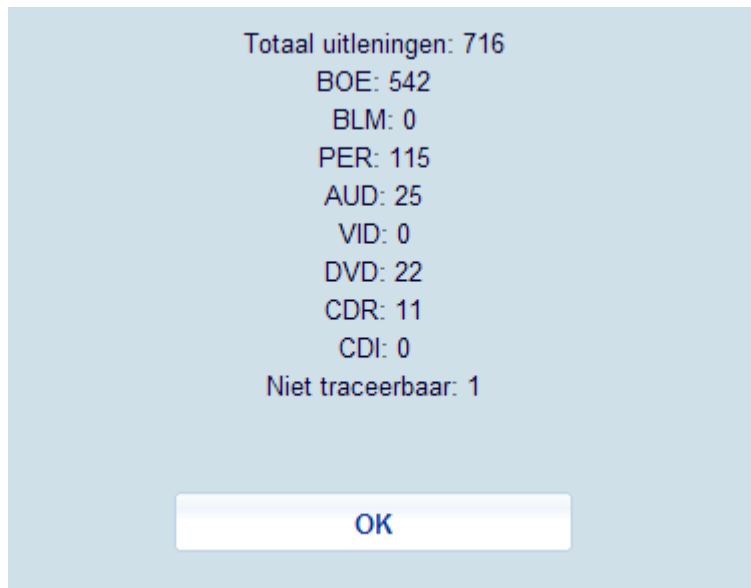 Totaal uitleningen: 716
BOE: 542
BLM: 0
PER: 115
AUD: 25
VID: 0
DVD: 22
CDR: 11
CDI: 0
Niet traceerbaar: 1
OK